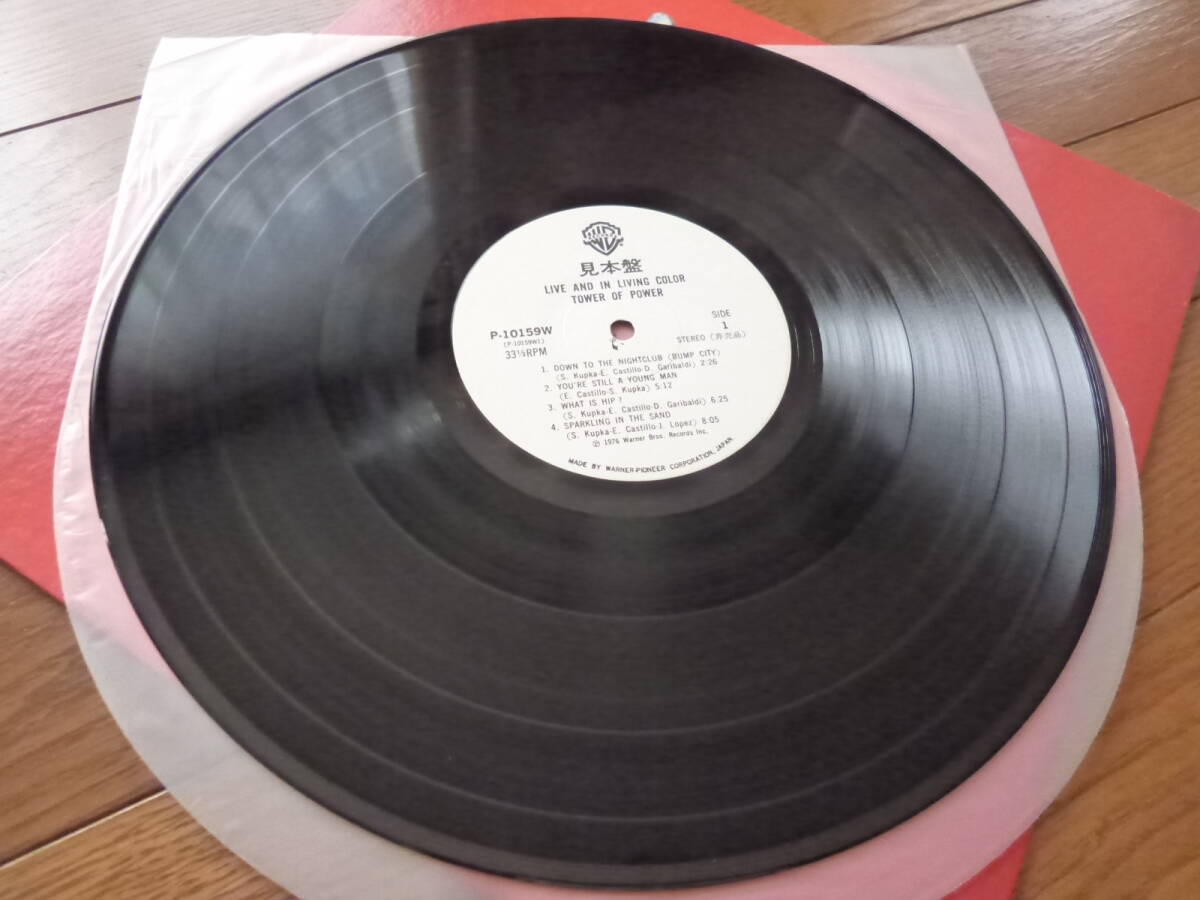 見本盤
LIVE AND IN LIVING COLOR
TOWER OF POWER
P-10159W
(P-10159W1)
33⅓RPM
SIDE
1
STEREO (非売品)
1. DOWN TO THE NIGHTCLUB (BUMP CITY)
(S. Kupka-E. Castillo-D. Garibaldi) 2:26
2. YOU'RE STILL A YOUNG MAN
(E. Castillo-S. Kupka) 5:12
3. WHAT IS HIP?
(S. Kupka-E. Castillo-D. Garibaldi) 6:25
4. SPARKLING IN THE SAND
(S. Kupka-E. Castillo-J. Lopez) 8:05
℗ 1976 Warner Bros. Records Inc.
MADE BY WARNER-PIONEER CORPORATION, JAPAN